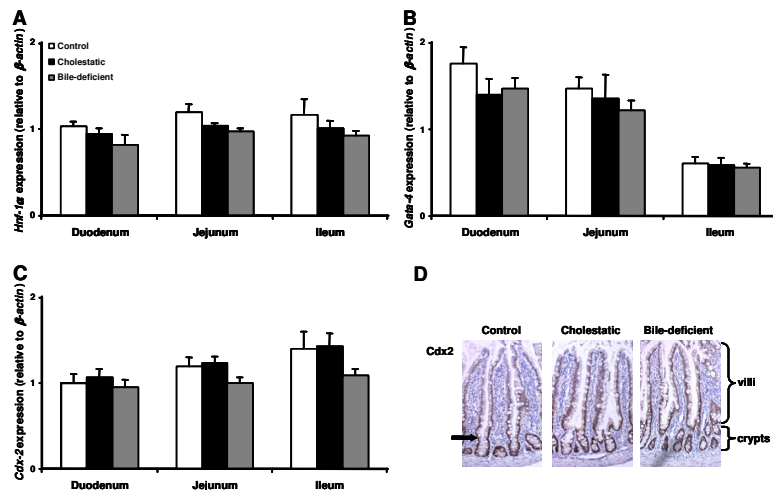 A
Hnf-1α expression (relative to β-actin)
2
1
0
Control
Cholestatic
Bile-deficient
Duodenum Jejunum Ileum
B
Gata-4 expression (relative to β-actin)
2
1
0
Duodenum Jejunum Ileum
C
Cdx-2 expression (relative to β-actin)
2
1
0
Duodenum Jejunum Ileum
D
Control Cholestatic Bile-deficient
Cdx2
villi
crypts